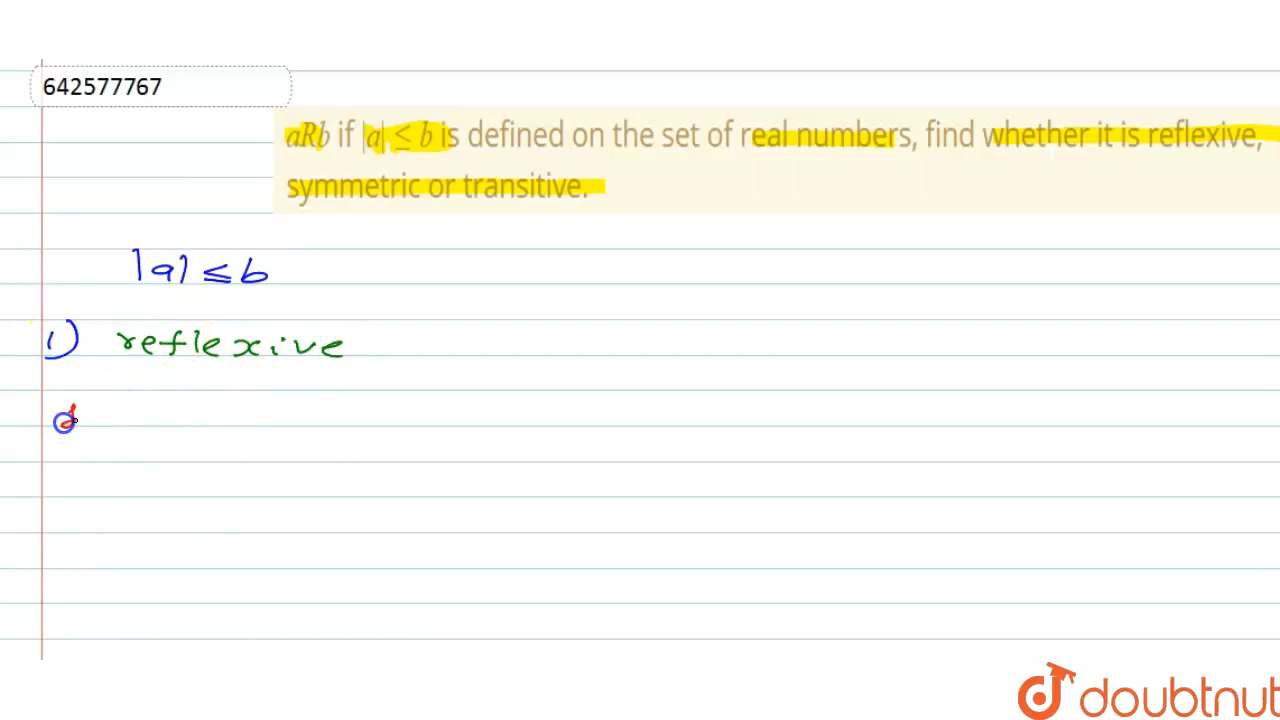 642577767
aRb if |a| ≤ b is defined on the set of real numbers, find whether it is reflexive,
symmetric or transitive.
|a| ≤ b
1) reflexive
doubtnut